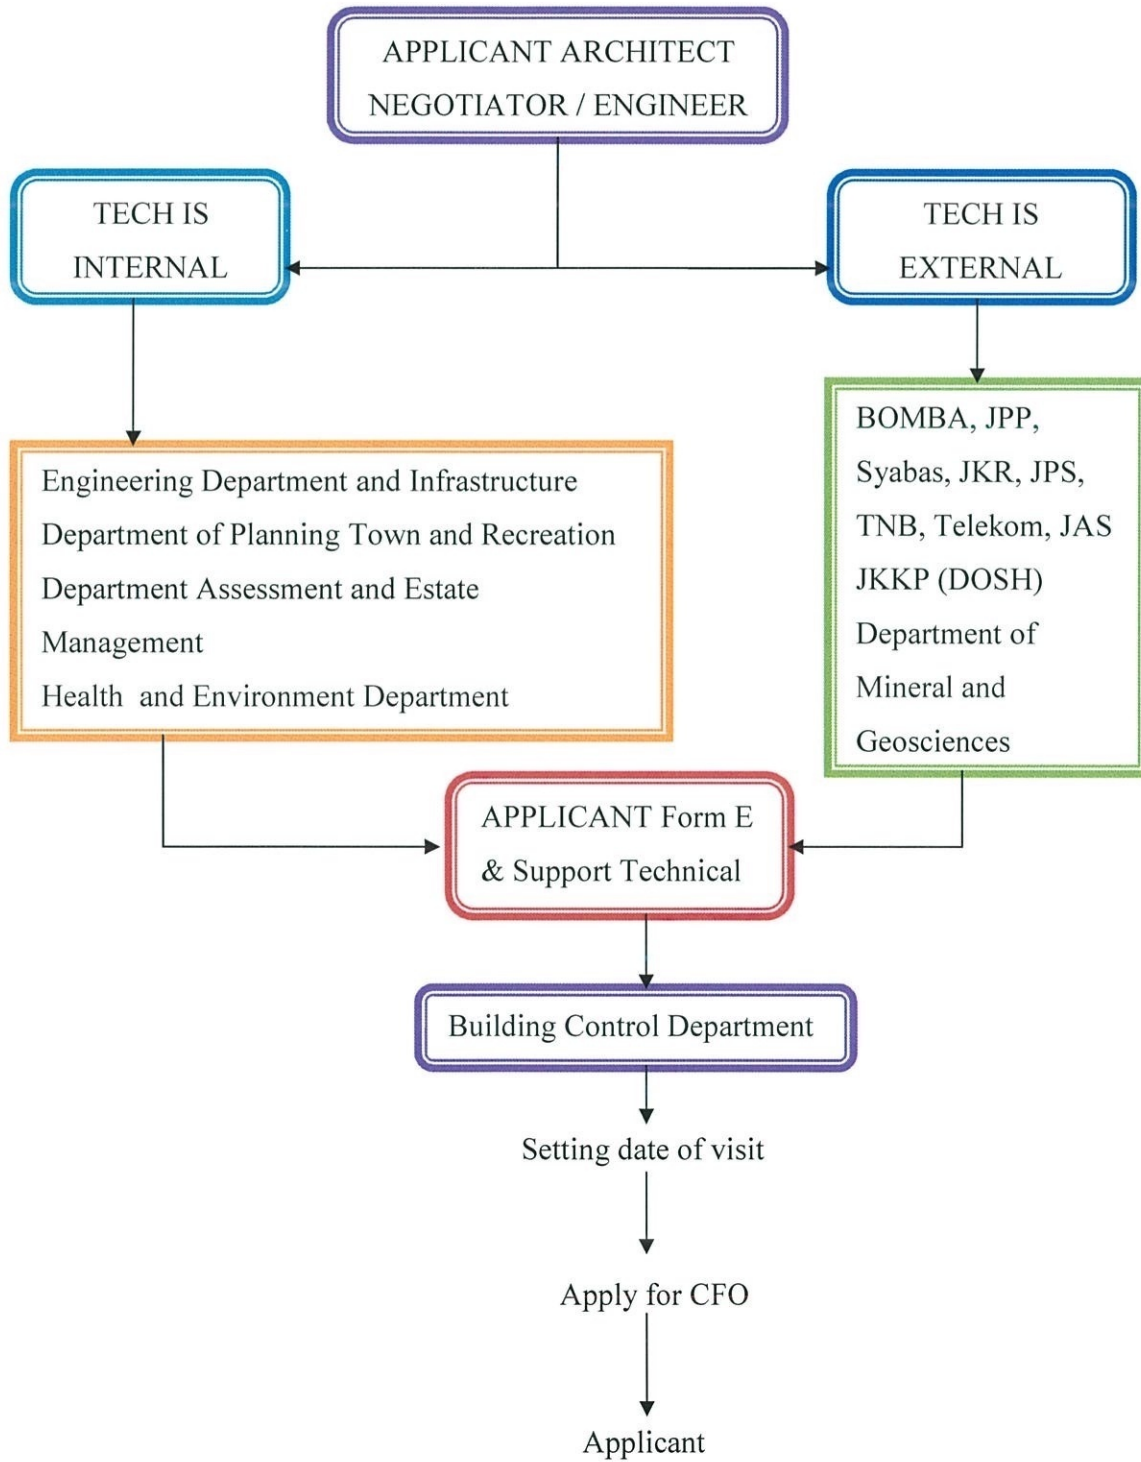 APPLICANT ARCHITECT
NEGOTIATOR / ENGINEER
TECH IS
INTERNAL
TECH IS
EXTERNAL
Engineering Department and Infrastructure
Department of Planning Town and Recreation
Department Assessment and Estate
Management
Health and Environment Department
BOMBA, JPP,
Syabas, JKR, JPS,
TNB, Telekom, JAS
JKKP (DOSH)
Department of
Mineral and
Geosciences
APPLICANT Form E
& Support Technical
Building Control Department
Setting date of visit
Apply for CFO
Applicant